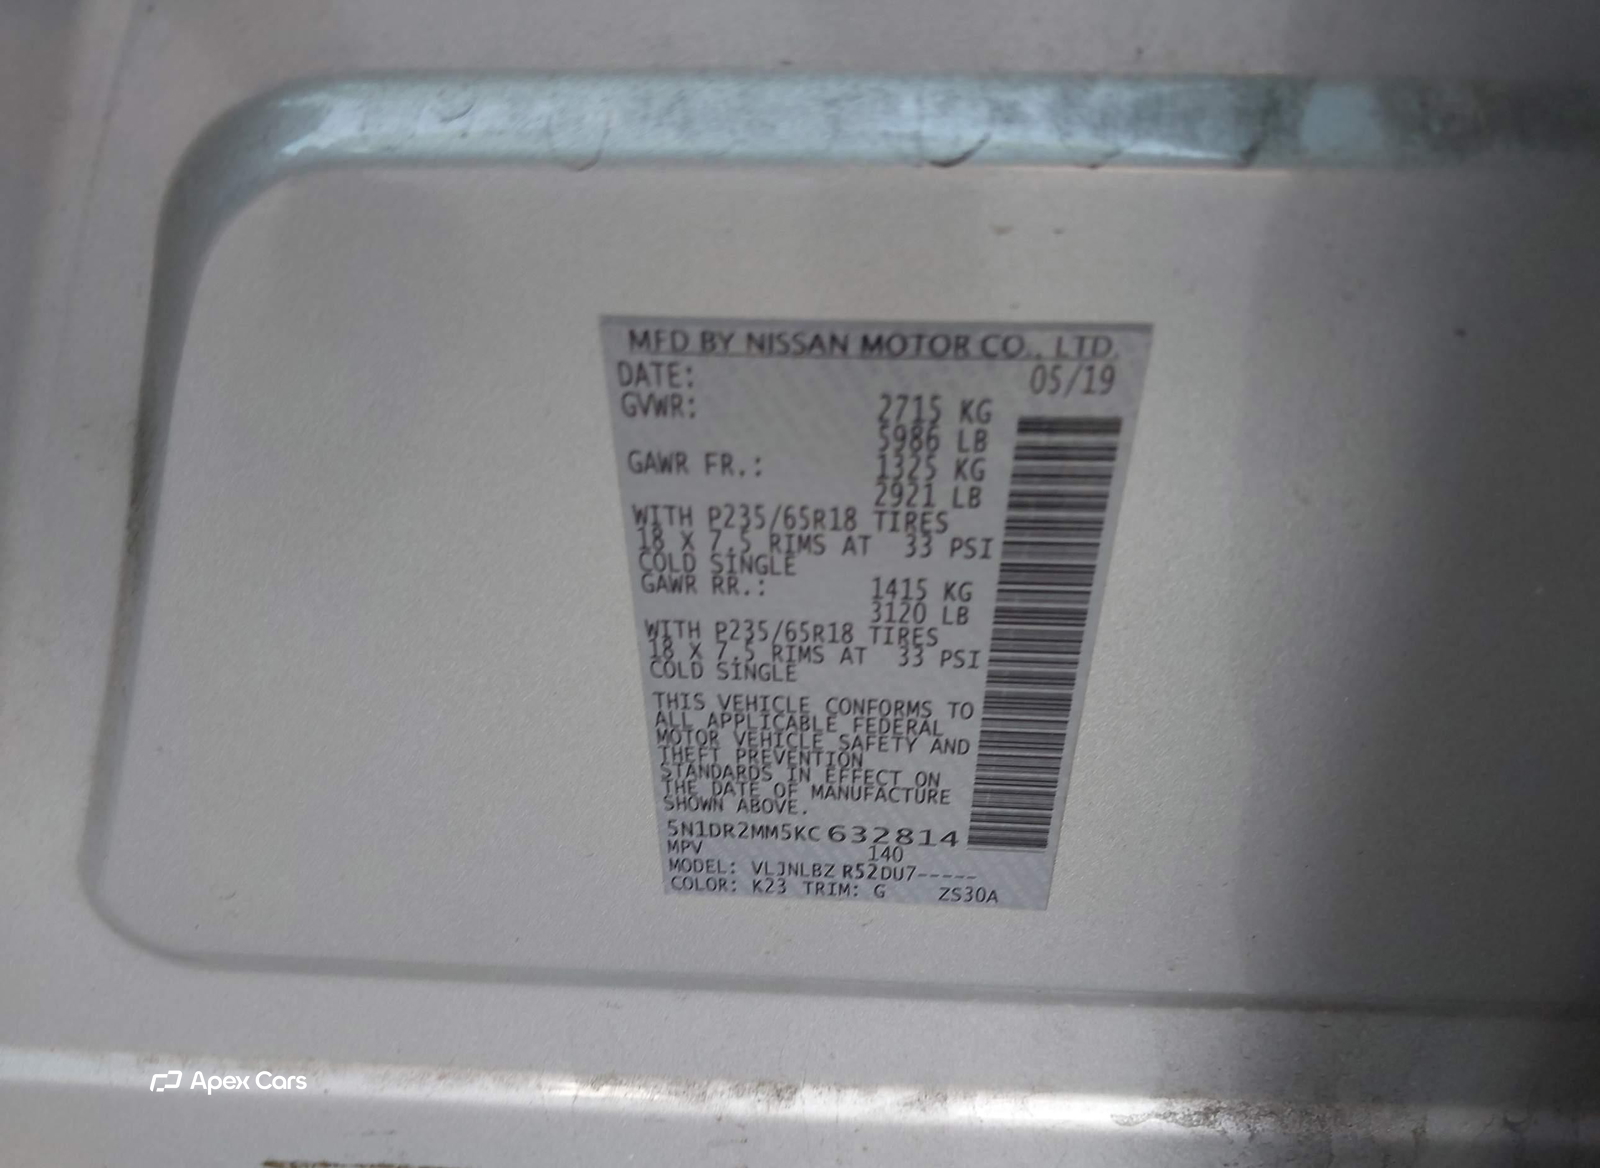 MFD BY NISSAN MOTOR CO., LTD.
DATE: 05/19
GVWR: 2715 KG
5986 LB
GAWR FR.: 1325 KG
2921 LB
WITH P235/65R18 TIRES
18 X 7.5 RIMS AT 33 PSI
COLD SINGLE
GAWR RR.: 1415 KG
3120 LB
WITH P235/65R18 TIRES
18 X 7.5 RIMS AT 33 PSI
COLD SINGLE
THIS VEHICLE CONFORMS TO
ALL APPLICABLE FEDERAL
MOTOR VEHICLE SAFETY AND
THEFT PREVENTION
STANDARDS IN EFFECT ON
THE DATE OF MANUFACTURE
SHOWN ABOVE.
5N1DR2MM5KC632814
MPV 140
MODEL: VLJNLBZ R52DU7-----
COLOR: K23 TRIM: G ZS30A
Apex Cars